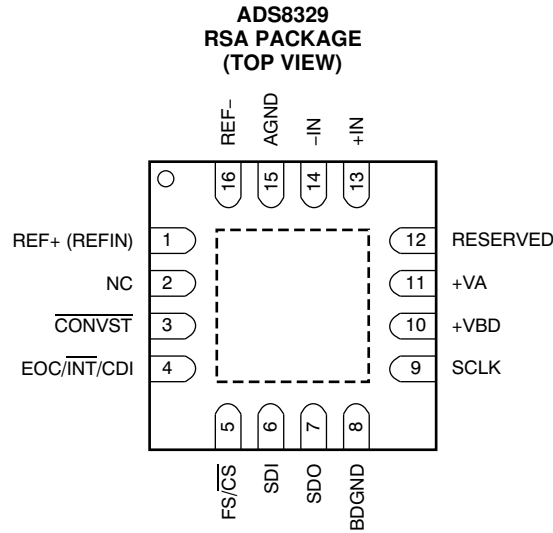 ADS8329
RSA PACKAGE
(TOP VIEW)
REF–
AGND
–IN
+IN
16
15
14
13
REF+ (REFIN) 1
NC 2
CONVST 3
EOC/INT/CDI 4
12 RESERVED
11 +VA
10 +VBD
9 SCLK
5
6
7
8
FS/CS
SDI
SDO
BDGND